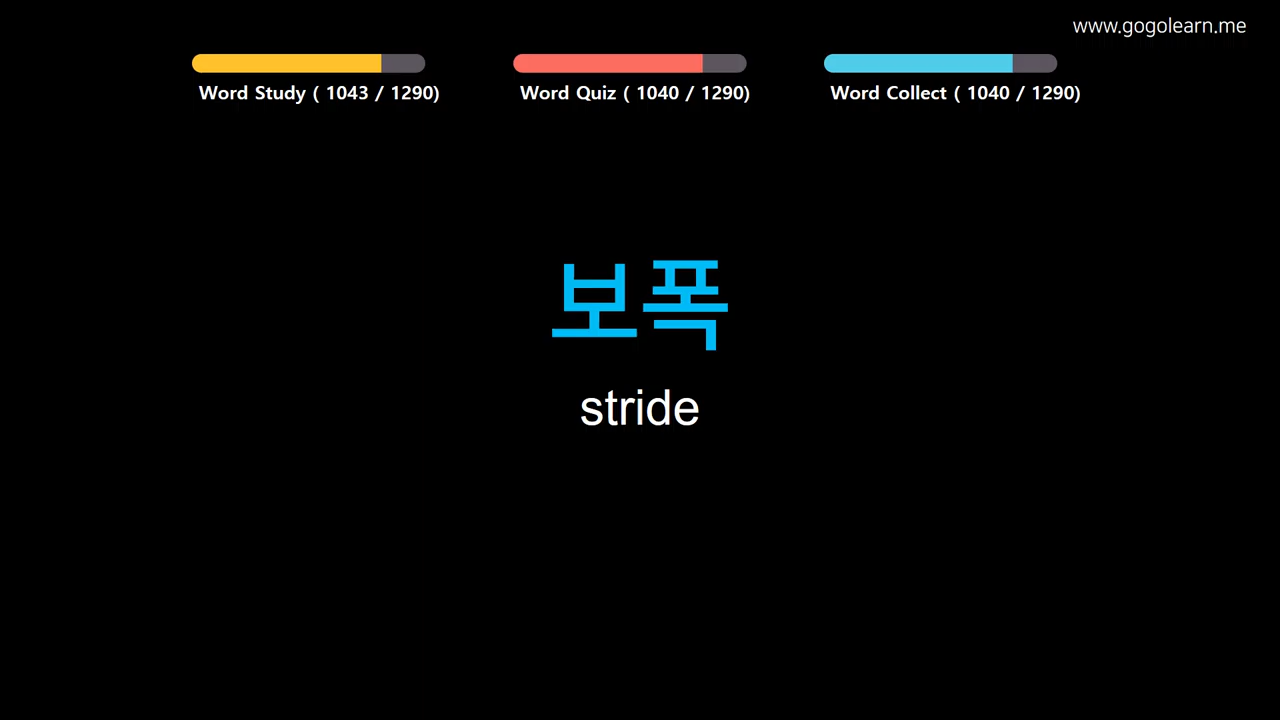 www.gogolearn.me
Word Study ( 1043 / 1290)
Word Quiz ( 1040 / 1290)
Word Collect ( 1040 / 1290)
보폭
stride